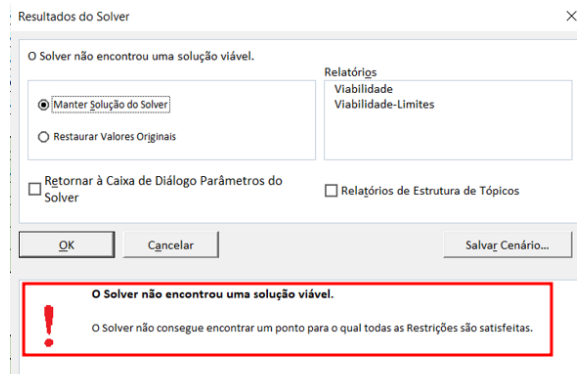 Resultados do Solver
O Solver não encontrou uma solução viável.
Relatórios
Viabilidade
Viabilidade-Limites
Manter Solução do Solver
Restaurar Valores Originais
Retornar à Caixa de Diálogo Parâmetros do
Solver
Relatórios de Estrutura de Tópicos
OK
Cancelar
Salvar Cenário...
O Solver não encontrou uma solução viável.
O Solver não consegue encontrar um ponto para o qual todas as Restrições são satisfeitas.